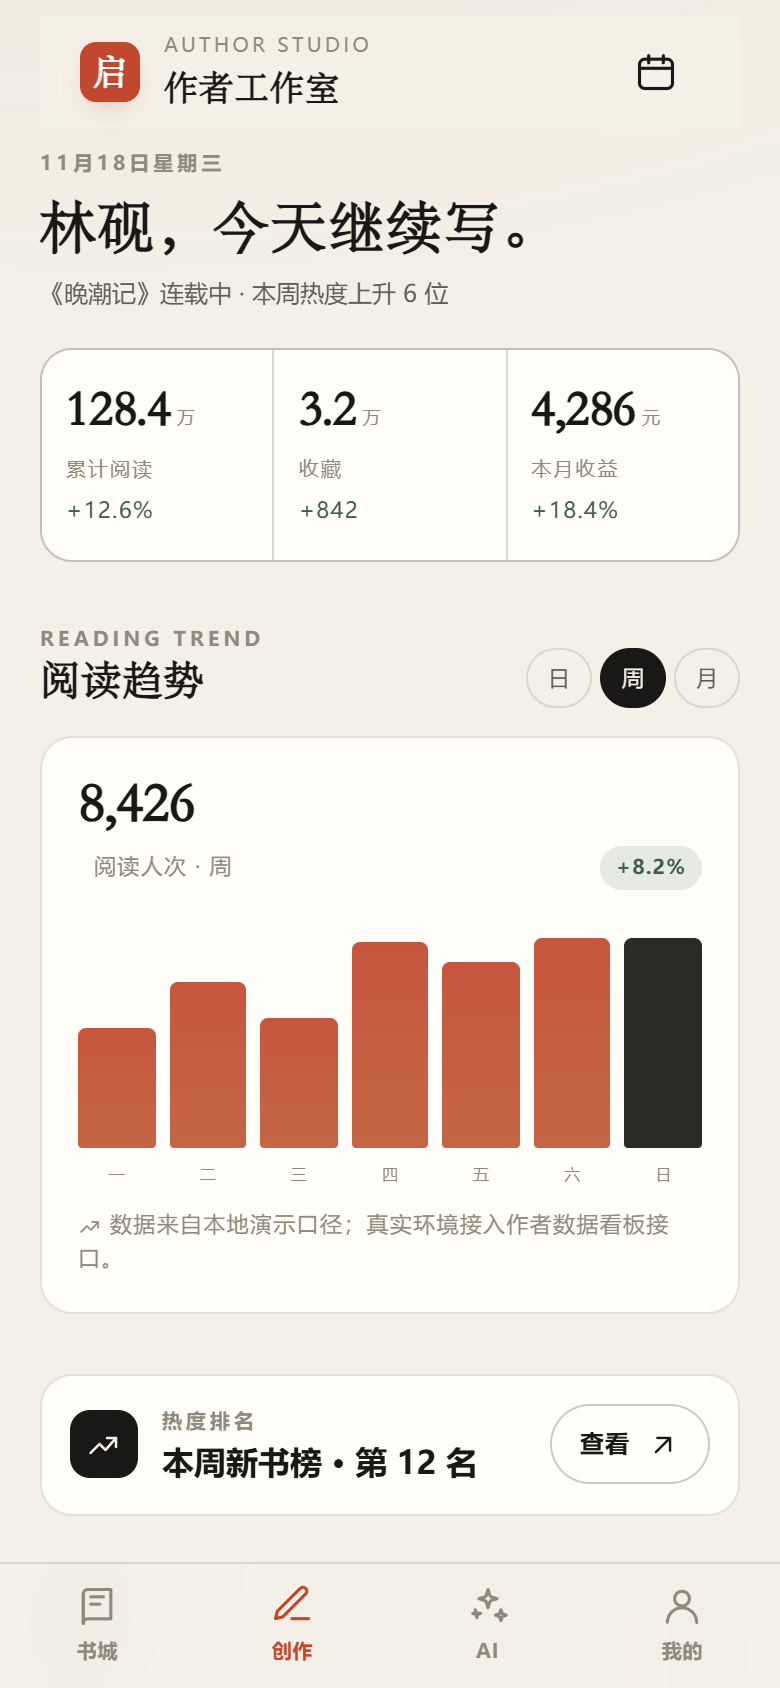 启
AUTHOR STUDIO
作者工作室
11月18日星期三
林砚，今天继续写。
《晚潮记》连载中 · 本周热度上升 6 位
128.4 万
累计阅读
+12.6%
3.2 万
收藏
+842
4,286 元
本月收益
+18.4%
READING TREND
阅读趋势
日 周 月
8,426
阅读人次 · 周
+8.2%
一 二 三 四 五 六 日
数据来自本地演示口径；真实环境接入作者数据看板接
口。
热度排名
本周新书榜 · 第 12 名
查看
书城 创作 AI 我的